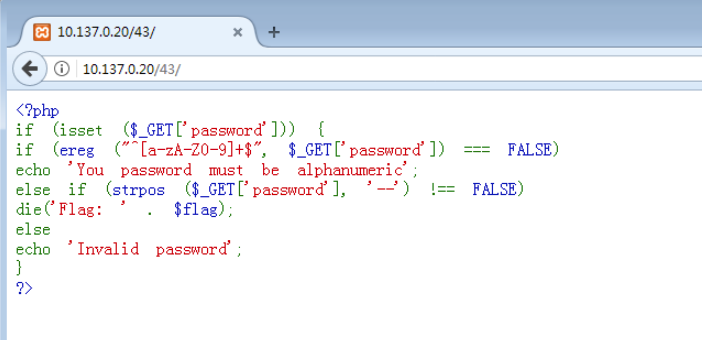 10.137.0.20/43/
10.137.0.20/43/
<?php
if (isset ($_GET['password'])) {
if (ereg ("^[a-zA-Z0-9]+$", $_GET['password']) === FALSE)
echo 'You password must be alphanumeric';
else if (strpos ($_GET['password'], '--') !== FALSE)
die('Flag: ' . $flag);
else
echo 'Invalid password';
}
?>